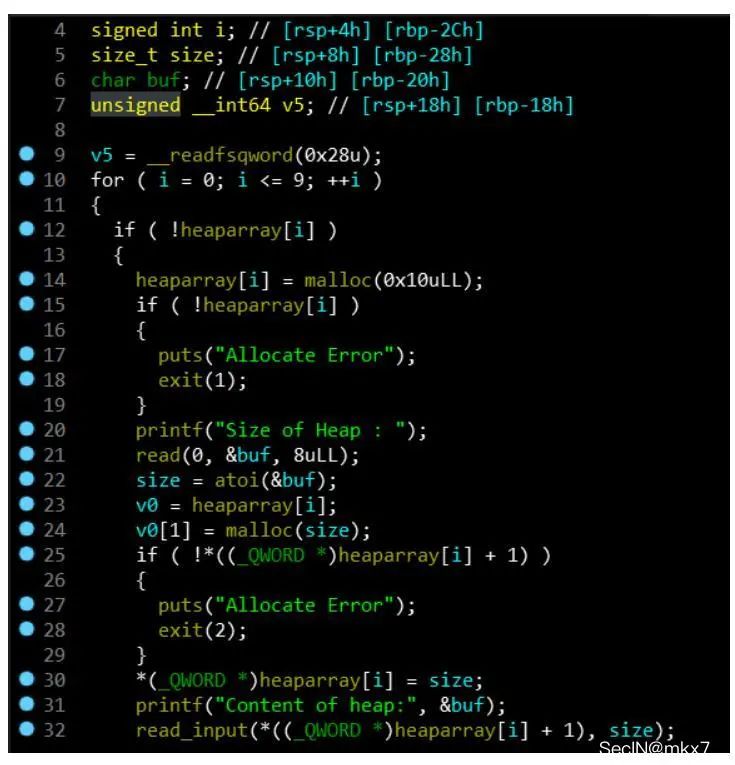 4 signed int i; // [rsp+4h] [rbp-2Ch]
5 size_t size; // [rsp+8h] [rbp-28h]
6 char buf; // [rsp+10h] [rbp-20h]
7 unsigned __int64 v5; // [rsp+18h] [rbp-18h]
8
9 v5 = __readfsqword(0x28u);
10 for ( i = 0; i <= 9; ++i )
11 {
12 if ( !heaparray[i] )
13 {
14 heaparray[i] = malloc(0x10uLL);
15 if ( !heaparray[i] )
16 {
17 puts("Allocate Error");
18 exit(1);
19 }
20 printf("Size of Heap : ");
21 read(0, &buf, 8uLL);
22 size = atoi(&buf);
23 v0 = heaparray[i];
24 v0[1] = malloc(size);
25 if ( !*((_QWORD *)heaparray[i] + 1) )
26 {
27 puts("Allocate Error");
28 exit(2);
29 }
30 *(_QWORD *)heaparray[i] = size;
31 printf("Content of heap:", &buf);
32 read_input(*((_QWORD *)heaparray[i] + 1), size);
SecIN@mkx7